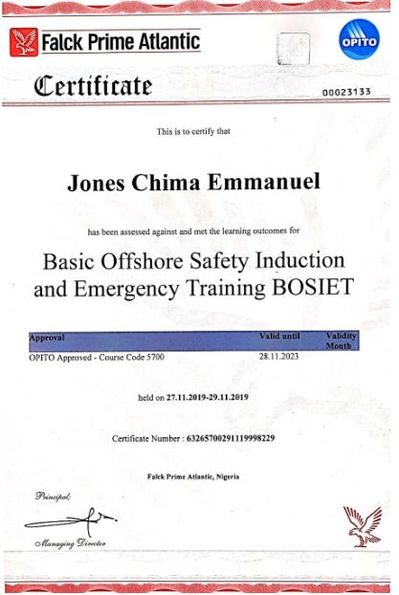 Falck Prime Atlantic
OPITO
Certificate
00023133
This is to certify that
Jones Chima Emmanuel
has been assessed against and met the learning outcomes for
Basic Offshore Safety Induction
and Emergency Training BOSIET
Approval Valid until Validity
Month
OPITO Approved - Course Code 5700 28.11.2023
held on 27.11.2019-29.11.2019
Certificate Number : 63265700291119998229
Falck Prime Atlantic, Nigeria
Principal;
Managing Director